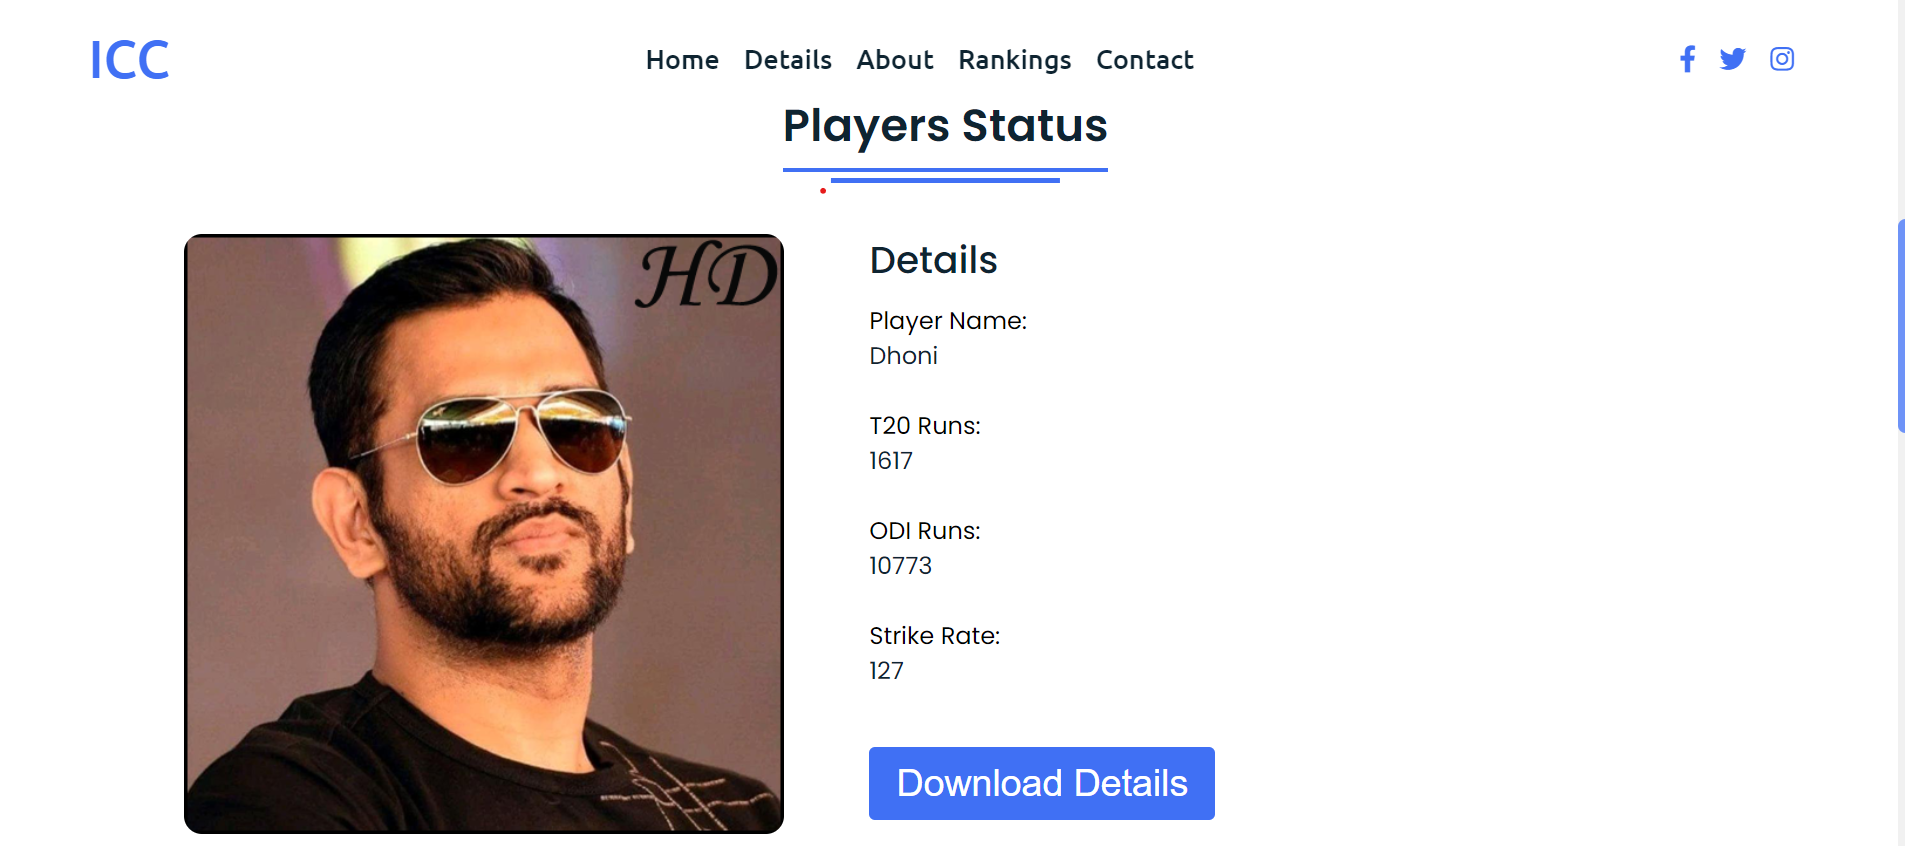 ICC
Home Details About Rankings Contact
Players Status
HD
Details
Player Name:
Dhoni
T20 Runs:
1617
ODI Runs:
10773
Strike Rate:
127
Download Details